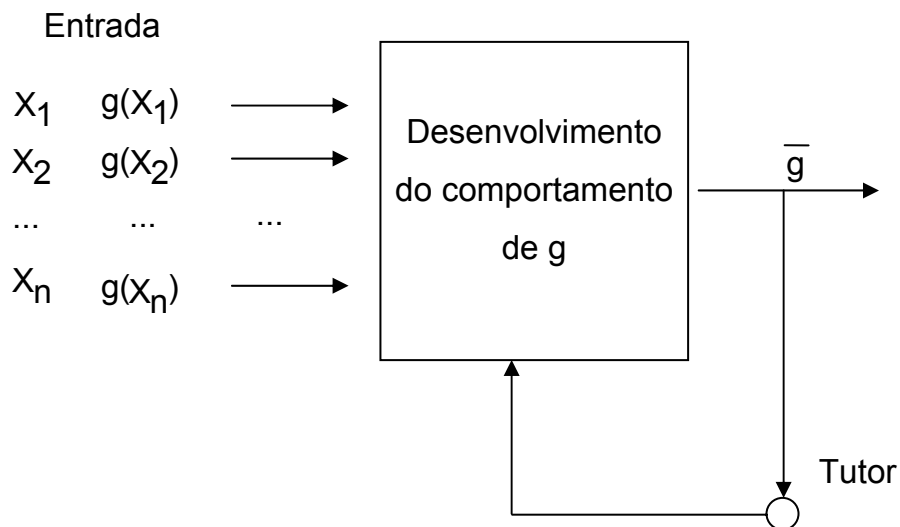 Entrada
X1 g(X1)
X2 g(X2)
... ... ...
Xn g(Xn)
Desenvolvimento
do comportamento
de g
g̅
Tutor